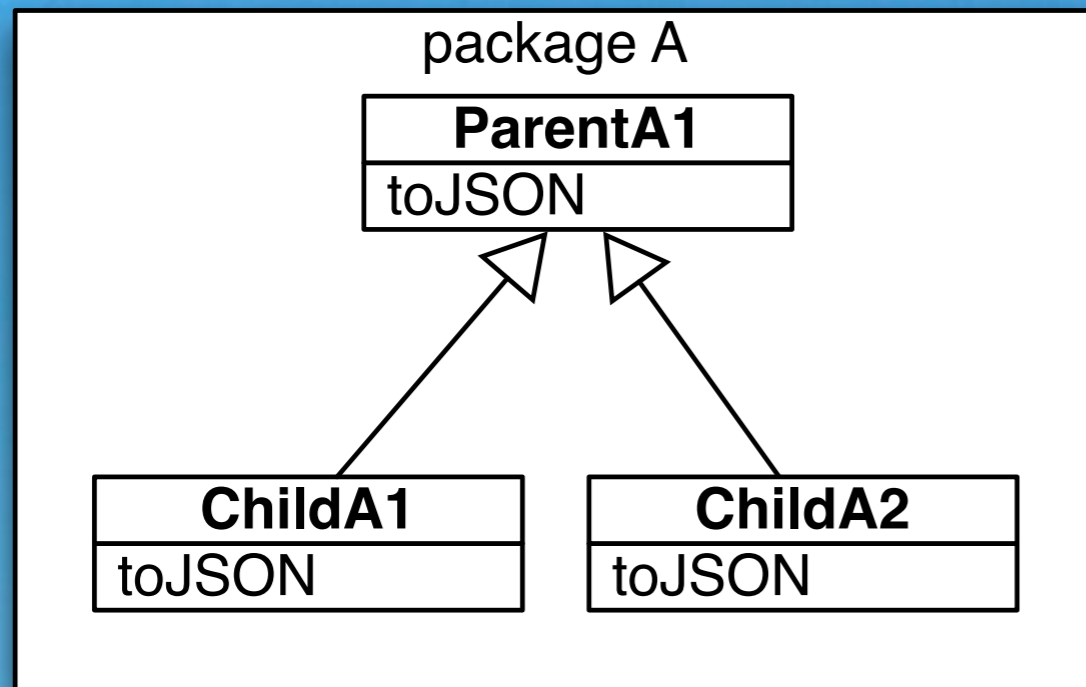 package A
ParentA1
toJSON
ChildA1
toJSON
ChildA2
toJSON